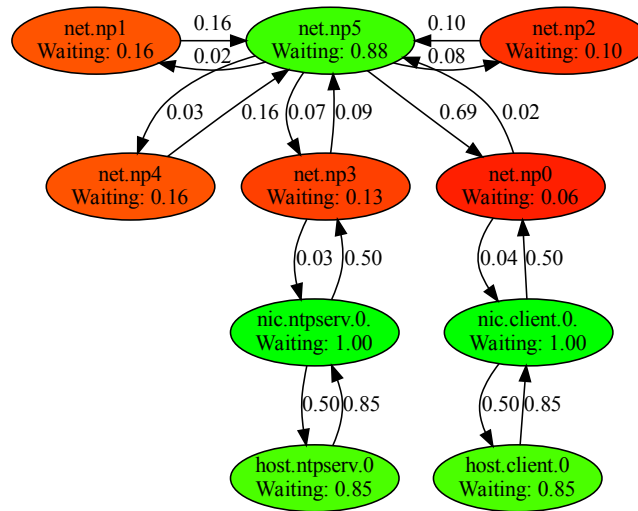 net.np1
Waiting: 0.16
0.16
0.02
net.np5
Waiting: 0.88
0.10
0.08
net.np2
Waiting: 0.10
0.03
0.16
0.07
0.09
0.69
0.02
net.np4
Waiting: 0.16
net.np3
Waiting: 0.13
net.np0
Waiting: 0.06
0.03
0.50
0.04
0.50
nic.ntpserv.0.
Waiting: 1.00
nic.client.0.
Waiting: 1.00
0.50
0.85
0.50
0.85
host.ntpserv.0
Waiting: 0.85
host.client.0
Waiting: 0.85